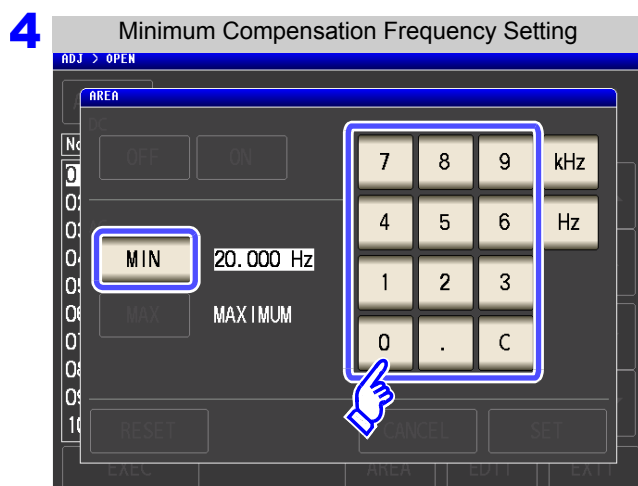 4 Minimum Compensation Frequency Setting
ADJ > OPEN
AREA
DC
No
OFF ON 7 8 9 kHz
01
02
03
4 5 6 Hz
04 MIN 20.000 Hz
05
1 2 3
06 MAX MAXIMUM
07
0 . C
08
09
10 RESET CANCEL SET
EXEC AREA EDIT EXIT